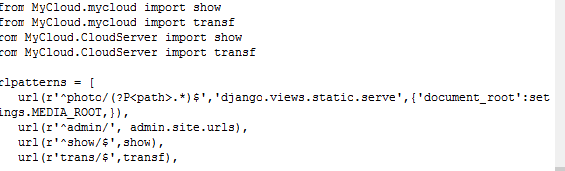 from MyCloud.mycloud import show
from MyCloud.mycloud import transf
rom MyCloud.CloudServer import show
rom MyCloud.CloudServer import transf
rlpatterns = [
url(r'^photo/(?P<path>.*)$','django.views.static.serve',{'document_root':set
ings.MEDIA_ROOT,}),
url(r'^admin/', admin.site.urls),
url(r'^show/$',show),
url(r'trans/$',transf),